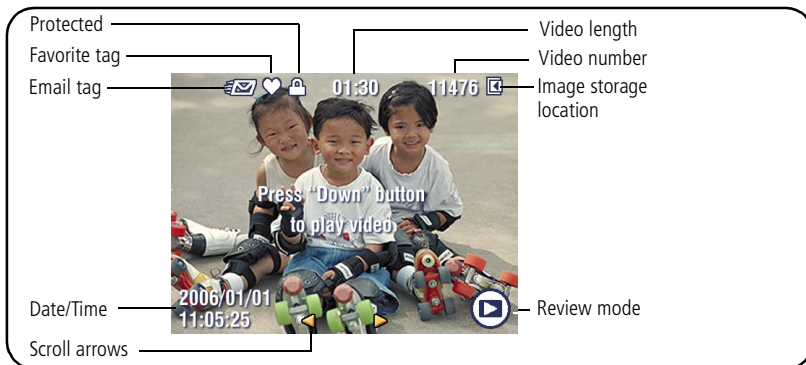 Protected
Favorite tag
Email tag
01:30
11476
Video length
Video number
Image storage
location
Press "Down" button
to play video
Date/Time
2006/01/01
11:05:25
Review mode
Scroll arrows